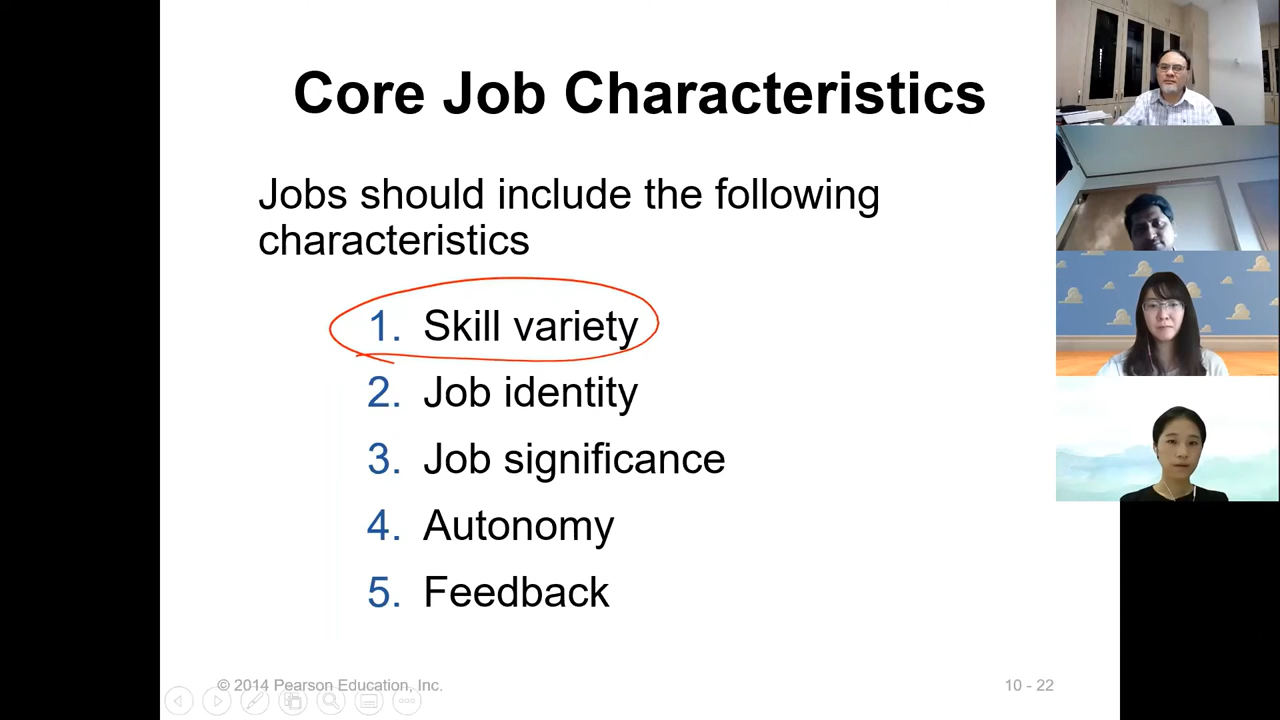 Core Job Characteristics
Jobs should include the following
characteristics
1. Skill variety
2. Job identity
3. Job significance
4. Autonomy
5. Feedback
© 2014 Pearson Education, Inc.
10 - 22